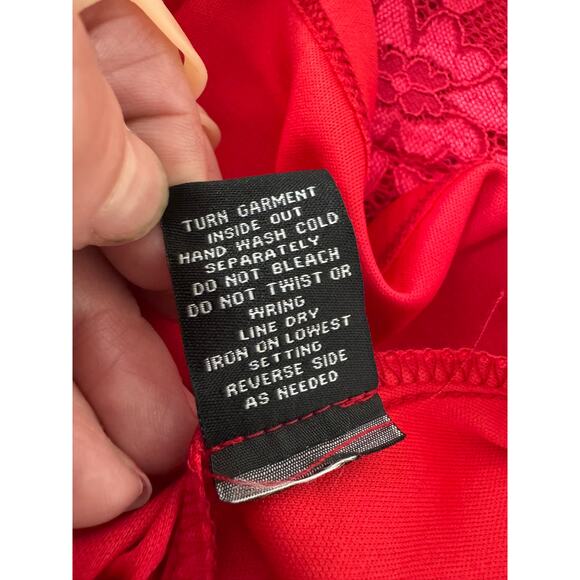 TURN GARMENT
INSIDE OUT
HAND WASH COLD
SEPARATELY
DO NOT BLEACH
DO NOT TWIST OR
WRING
LINE DRY
IRON ON LOWEST
SETTING
REVERSE SIDE
AS NEEDED